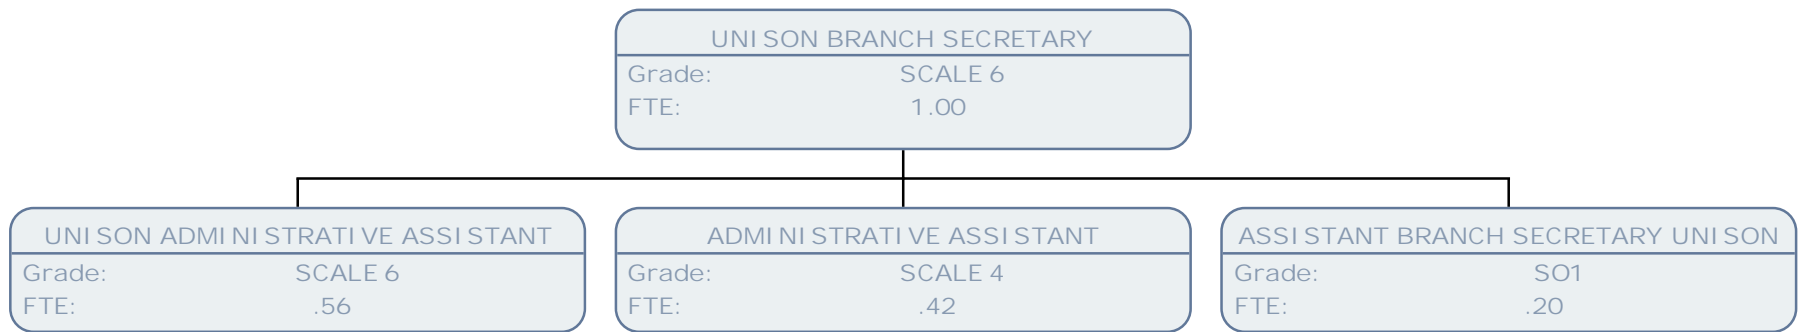 UNISON BRANCH SECRETARY
Grade: SCALE 6
FTE: 1.00
UNISON ADMINISTRATIVE ASSISTANT
Grade: SCALE 6
FTE: .56
ADMINISTRATIVE ASSISTANT
Grade: SCALE 4
FTE: .42
ASSISTANT BRANCH SECRETARY UNISON
Grade: SO1
FTE: .20